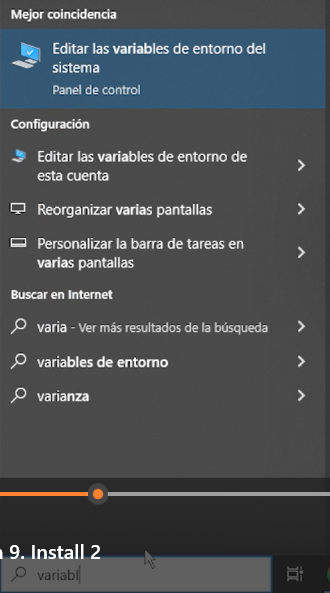 Mejor coincidencia
Editar las variables de entorno del
sistema
Panel de control
Configuración
Editar las variables de entorno de
esta cuenta
Reorganizar varias pantallas
Personalizar la barra de tareas en
varias pantallas
Buscar en Internet
varia - Ver más resultados de la búsqueda
variables de entorno
varianza
9. Install 2
variabl